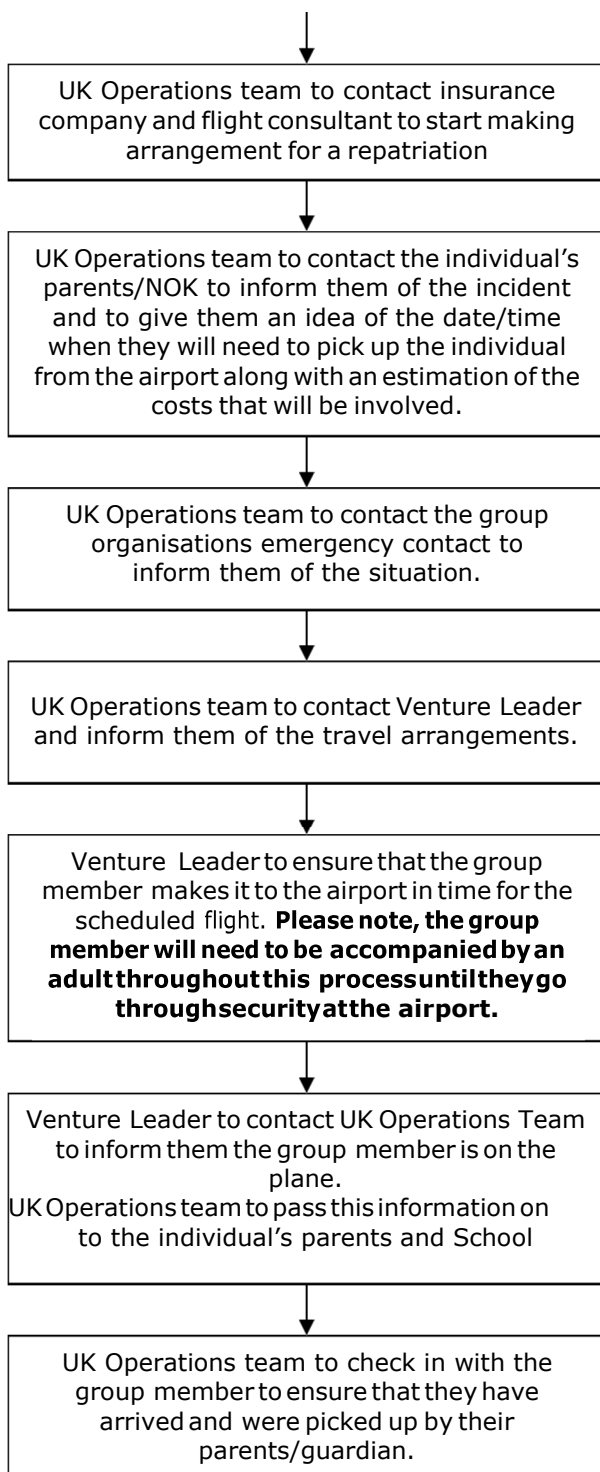 UK Operations team to contact insurance
company and flight consultant to start making
arrangement for a repatriation
UK Operations team to contact the individual's
parents/NOK to inform them of the incident
and to give them an idea of the date/time
when they will need to pick up the individual
from the airport along with an estimation of the
costs that will be involved.
UK Operations team to contact the group
organisations emergency contact to
inform them of the situation.
UK Operations team to contact Venture Leader
and inform them of the travel arrangements.
Venture Leader to ensure that the group
member makes it to the airport in time for the
scheduled flight. Please note, the group
member will need to be accompanied by an
adult throughout this process until they go
through security at the airport.
Venture Leader to contact UK Operations Team
to inform them the group member is on the
plane.
UK Operations team to pass this information on
to the individual's parents and School
UK Operations team to check in with the
group member to ensure that they have
arrived and were picked up by their
parents/guardian.